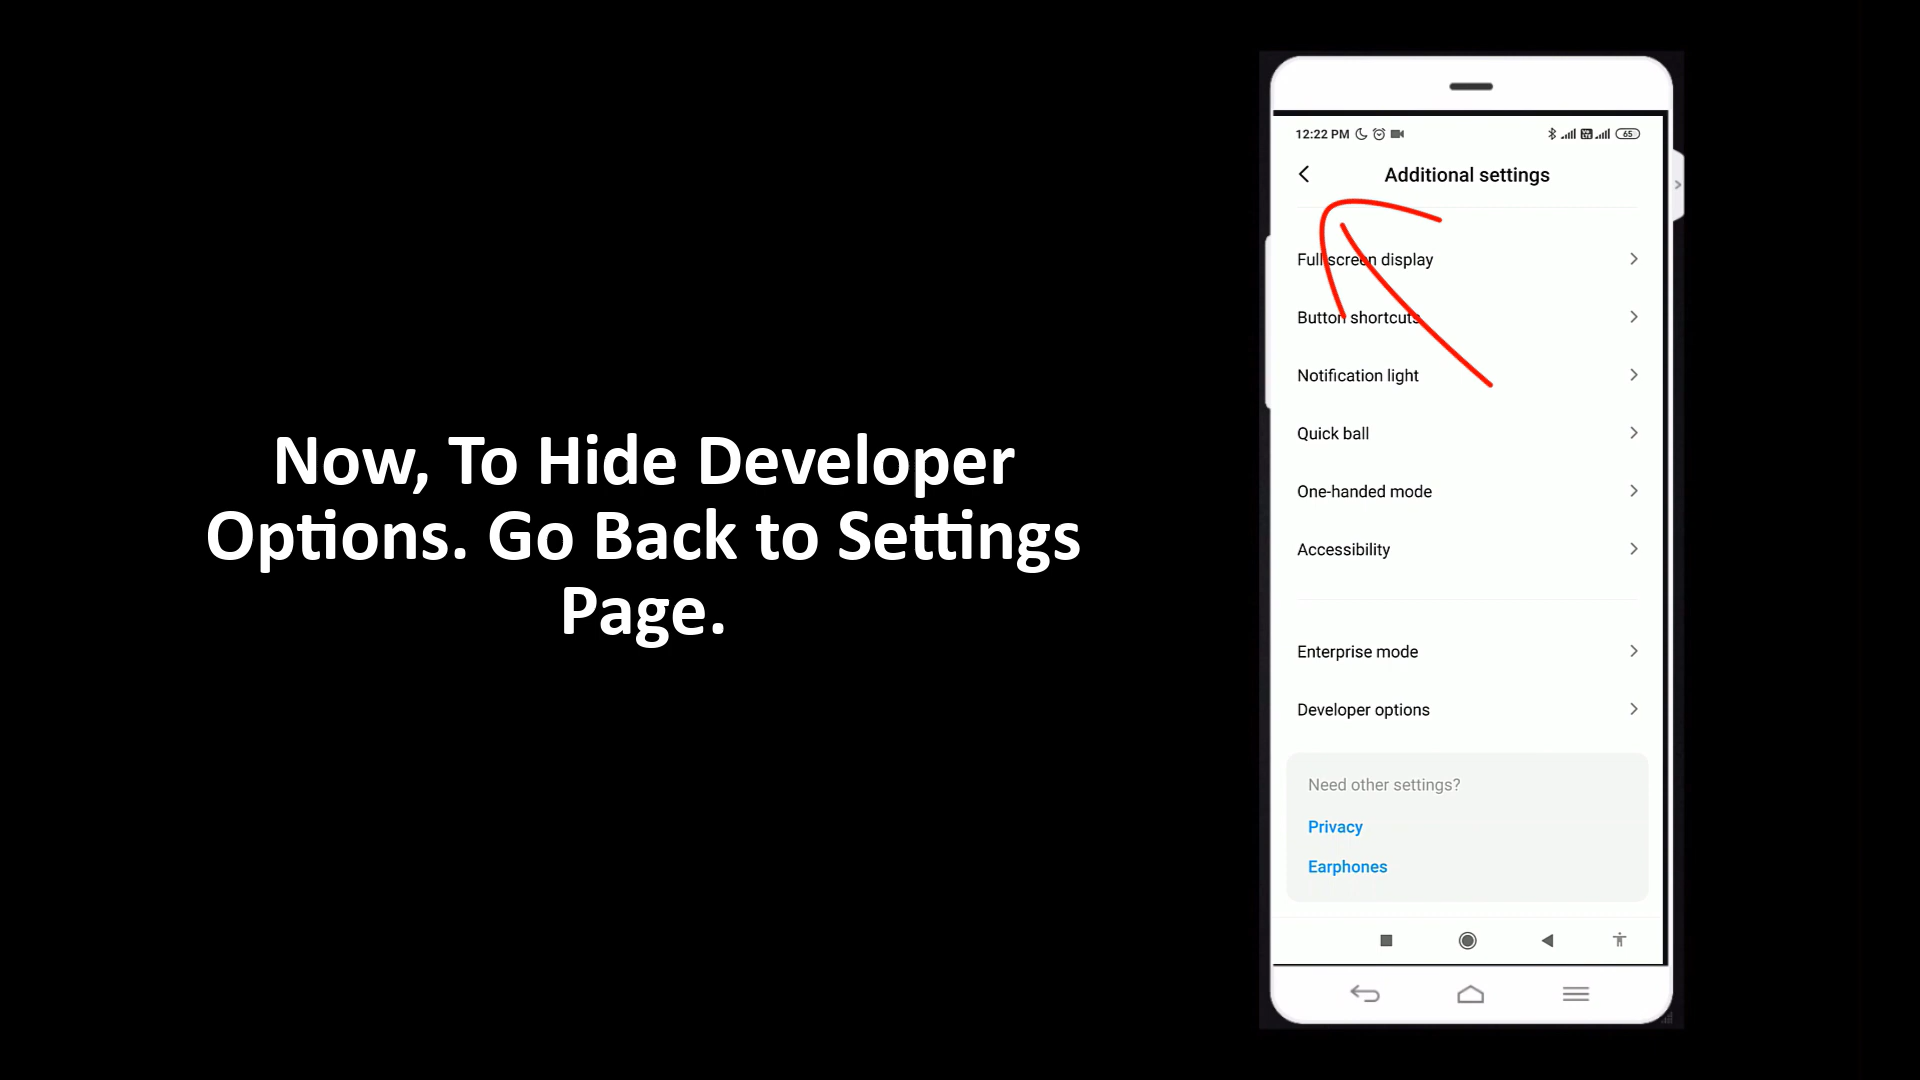 Now, To Hide Developer
Options. Go Back to Settings
Page.
12:22 PM
65
Additional settings
Full screen display
Button shortcuts
Notification light
Quick ball
One-handed mode
Accessibility
Enterprise mode
Developer options
Need other settings?
Privacy
Earphones